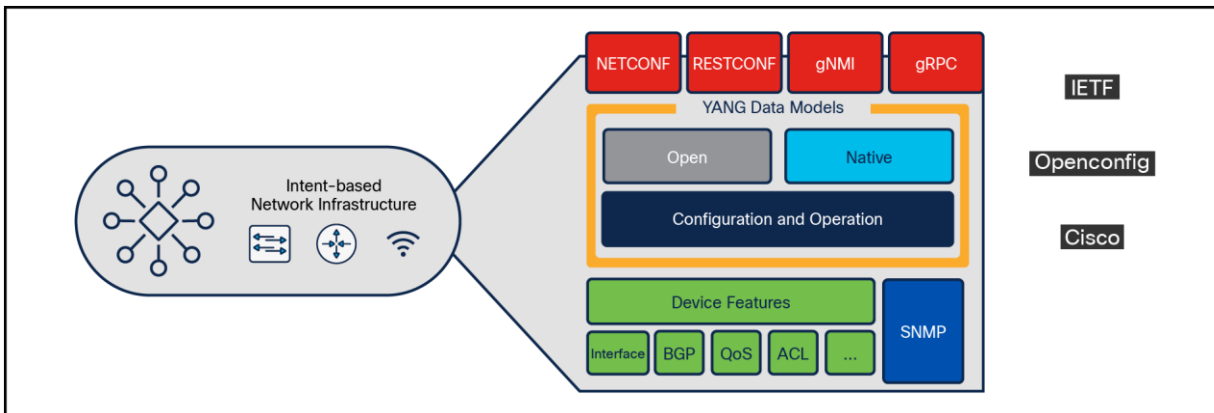 NETCONF
RESTCONF
gNMI
gRPC
YANG Data Models
Open
Native
Configuration and Operation
Intent-based
Network Infrastructure
Device Features
Interface
BGP
QoS
ACL
...
SNMP
IETF
Openconfig
Cisco